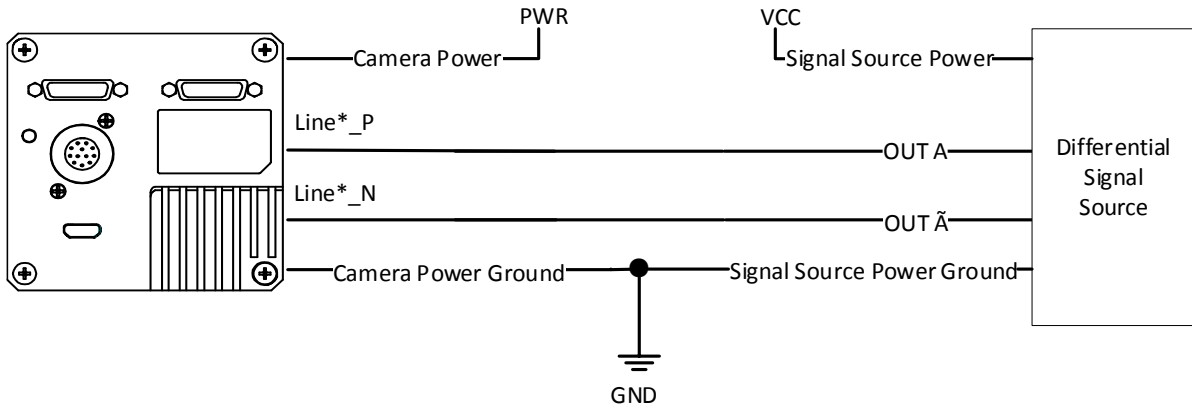 PWR
VCC
Camera Power
Signal Source Power
Line*_P
OUT A
Differential
Signal
Source
Line*_N
OUT Ã
Camera Power Ground
Signal Source Power Ground
GND